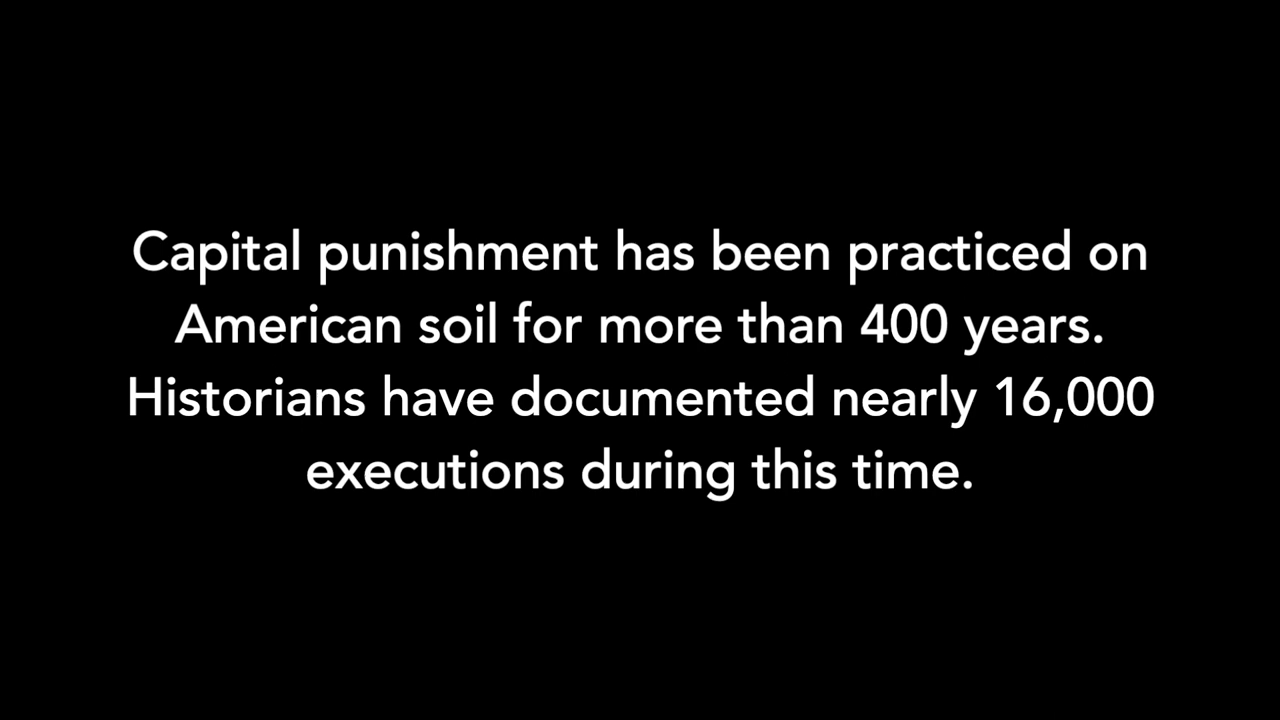 Capital punishment has been practiced on
American soil for more than 400 years.
Historians have documented nearly 16,000
executions during this time.